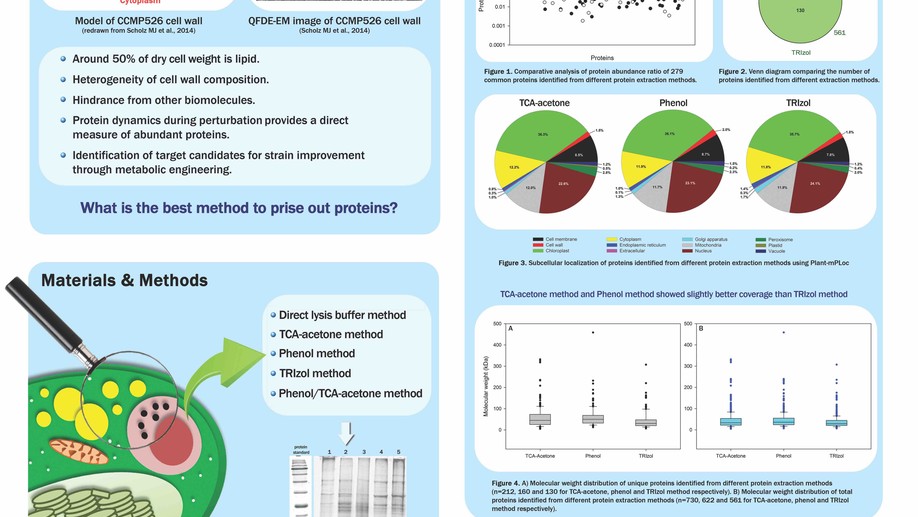 Cytoplasm
Model of CCMP526 cell wall
(redrawn from Scholz MJ et al., 2014)
QFDE-EM image of CCMP526 cell wall
(Scholz MJ et al., 2014)
Around 50% of dry cell weight is lipid.
Heterogeneity of cell wall composition.
Hindrance from other biomolecules.
Protein dynamics during perturbation provides a direct
measure of abundant proteins.
Identification of target candidates for strain improvement
through metabolic engineering.
What is the best method to prise out proteins?
Materials & Methods
Direct lysis buffer method
TCA-acetone method
Phenol method
TRIzol method
Phenol/TCA-acetone method
protein
standard
1 2 3 4 5
0.01
0.001
0.0001
Proteins
Figure 1. Comparative analysis of protein abundance ratio of 279
common proteins identified from different protein extraction methods.
130
561
TRIzol
Figure 2. Venn diagram comparing the number of
proteins identified from different extraction methods.
TCA-acetone
Phenol
TRIzol
Cell membrane
Cell wall
Chloroplast
Cytoplasm
Endoplasmic reticulum
Extracellular
Golgi apparatus
Mitochondria
Nucleus
Peroxisome
Plastid
Vacuole
Figure 3. Subcellular localization of proteins identified from different protein extraction methods using Plant-mPLoc
TCA-acetone method and Phenol method showed slightly better coverage than TRIzol method
Molecular weight (kDa)
500
400
300
200
100
0
A
TCA-Acetone
Phenol
TRIzol
500
400
300
200
100
0
B
TCA-Acetone
Phenol
TRIzol
Figure 4. A) Molecular weight distribution of unique proteins identified from different protein extraction methods
(n=212, 160 and 130 for TCA-acetone, phenol and TRIzol method respectively). B) Molecular weight distribution of total
proteins identified from different protein extraction methods (n=730, 622 and 561 for TCA-acetone, phenol and TRIzol
method respectively).